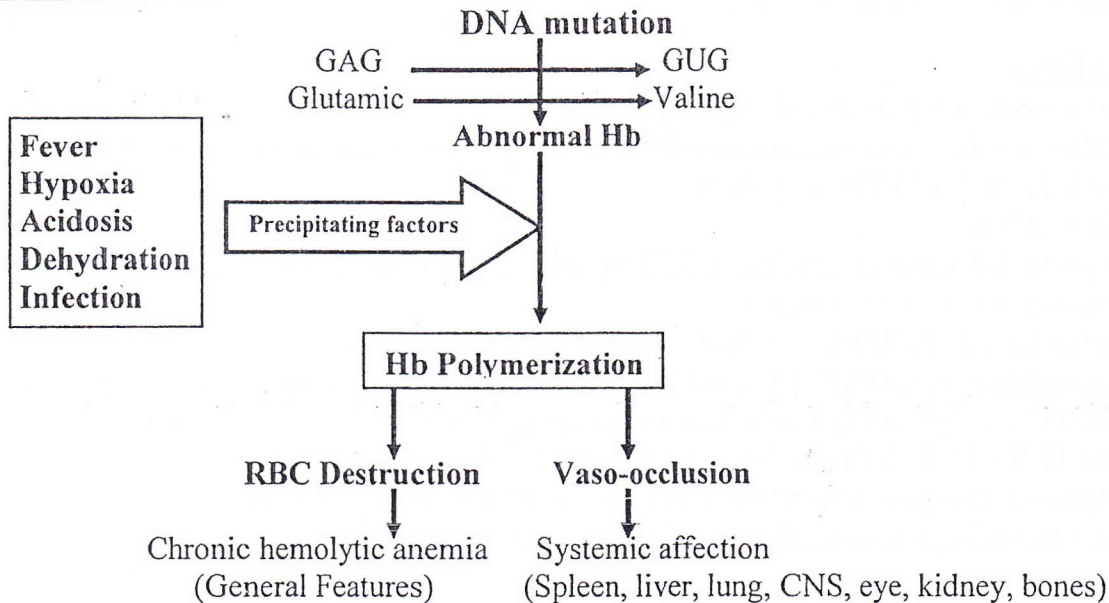 DNA mutation
GAG GUG
Glutamic Valine
Abnormal Hb
Fever
Hypoxia
Acidosis
Dehydration
Infection
Precipitating factors
Hb Polymerization
RBC Destruction Vaso-occlusion
Chronic hemolytic anemia Systemic affection
(General Features) (Spleen, liver, lung, CNS, eye, kidney, bones)